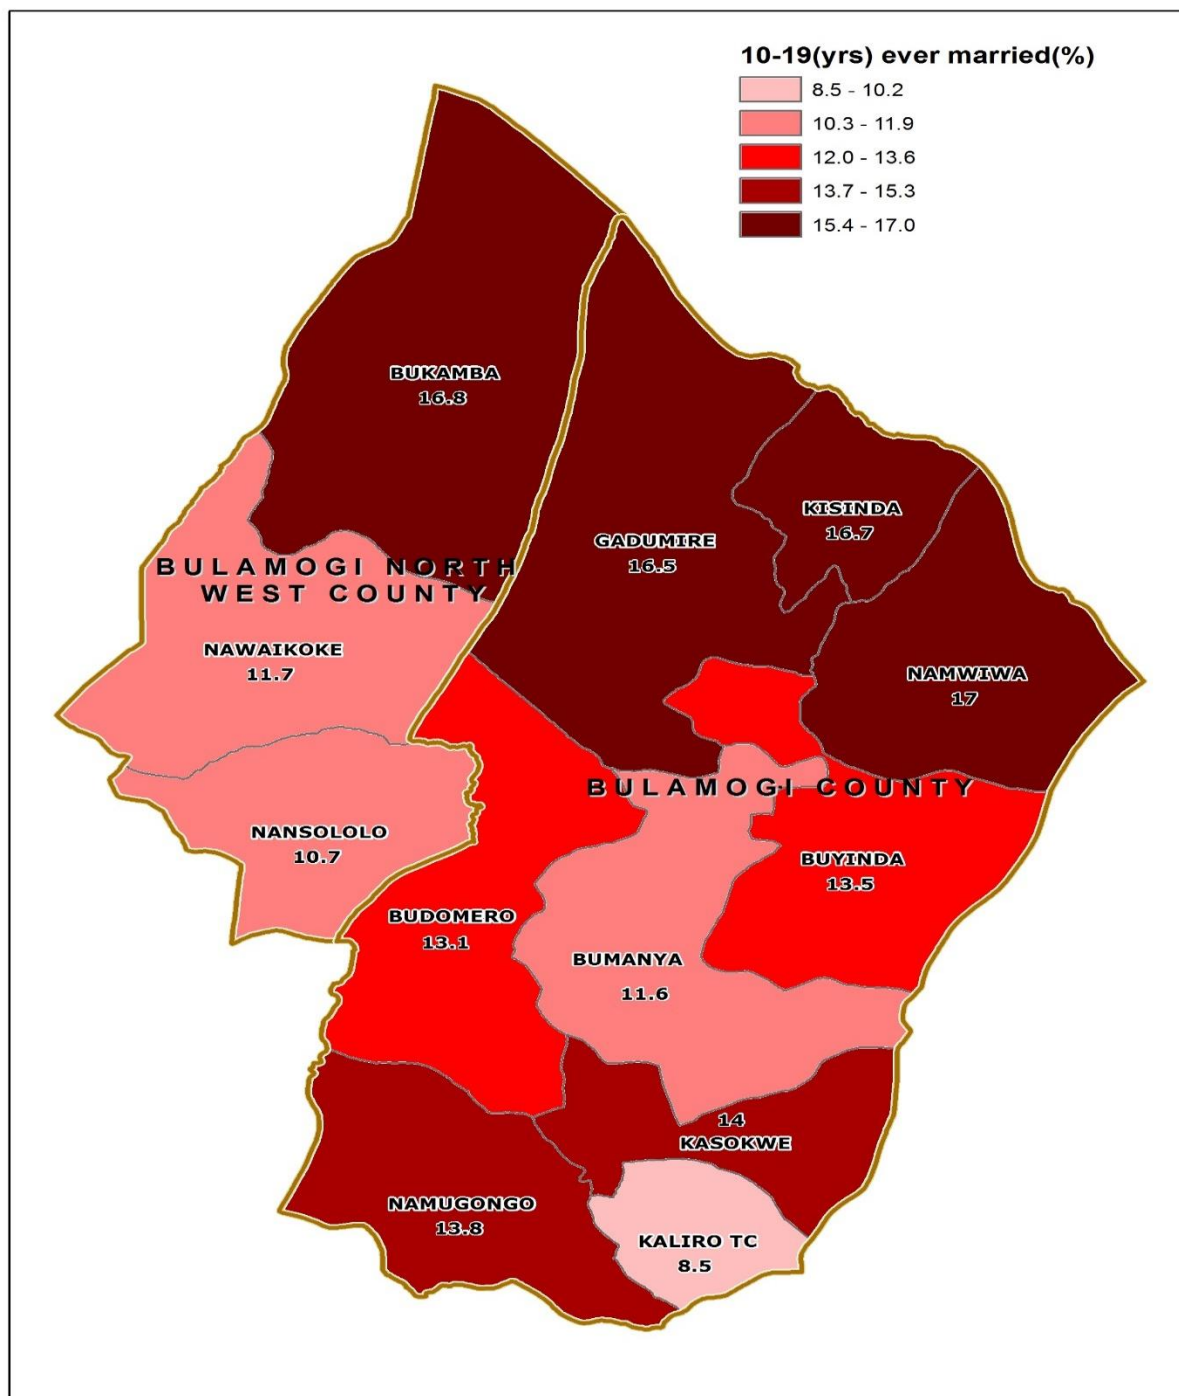 10-19(yrs) ever married(%)
8.5 - 10.2
10.3 - 11.9
12.0 - 13.6
13.7 - 15.3
15.4 - 17.0
BUKAMBA
16.8
KISINDA
16.7
GADUMIRE
16.5
BULAMOGI NORTH
WEST COUNTY
NAWAIKOKE
11.7
NAMWIWA
17
BULAMOGI COUNTY
NANSOLOLO
10.7
BUYINDA
13.5
BUDOMERO
13.1
BUMANYA
11.6
14
KASOKWE
NAMUGONGO
13.8
KALIRO TC
8.5